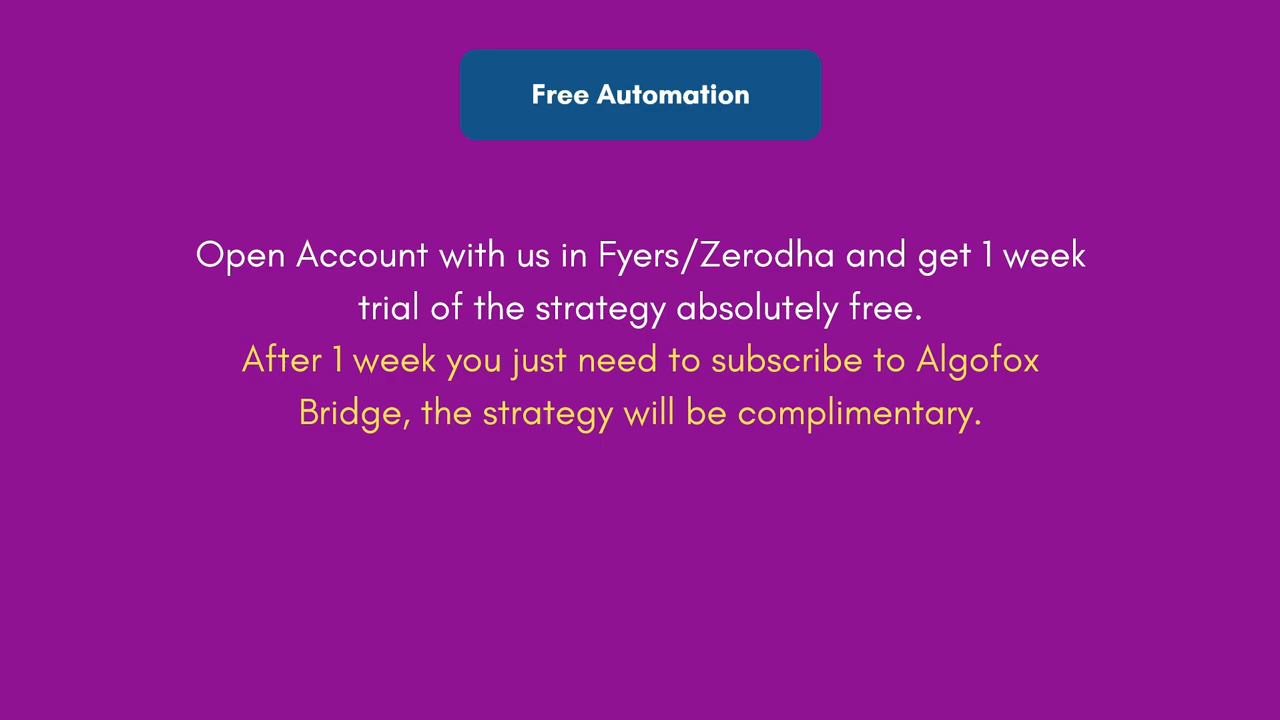 Free Automation
Open Account with us in Fyers/Zerodha and get 1 week
trial of the strategy absolutely free.
After 1 week you just need to subscribe to Algofox
Bridge, the strategy will be complimentary.